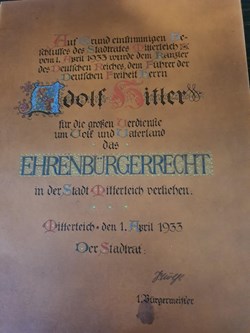 Auf Grund einstimmigen Be-
schlusses des Stadtrates Mitterteich
vom 1. April 1933 wurde dem Kanzler
des Deutschen Reiches, dem Führer der
Deutschen Freiheit Herrn
Adolf Hitler
für die großen Verdienste
um Volk und Vaterland
das
EHRENBÜRGERRECHT
in der Stadt Mitterteich verliehen.
Mitterteich, den 1. April 1933
Der Stadtrat:
1. Bürgermeister